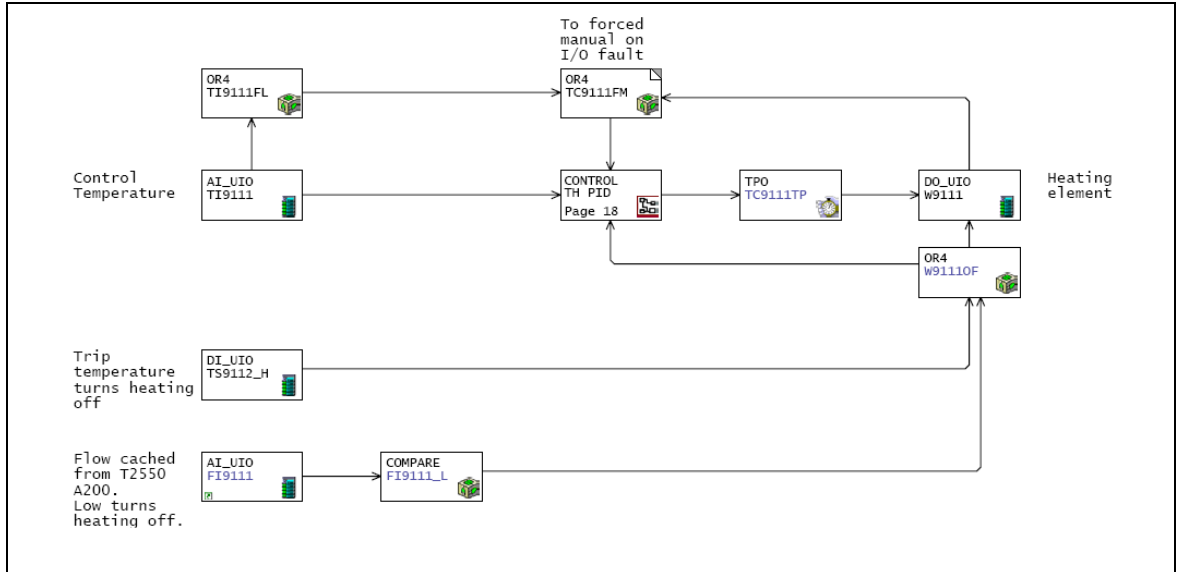 To forced
manual on
I/O fault
OR4
TI9111FL
OR4
TC9111FM
Control
Temperature
AI_UIO
TI9111
CONTROL
TH PID
Page 18
TPO
TC9111TP
DO_UIO
W9111
Heating
element
OR4
W9111OF
Trip
temperature
turns heating
off
DI_UIO
TS9112_H
Flow cached
from T2550
A200.
Low turns
heating off.
AI_UIO
FI9111
COMPARE
FI9111_L